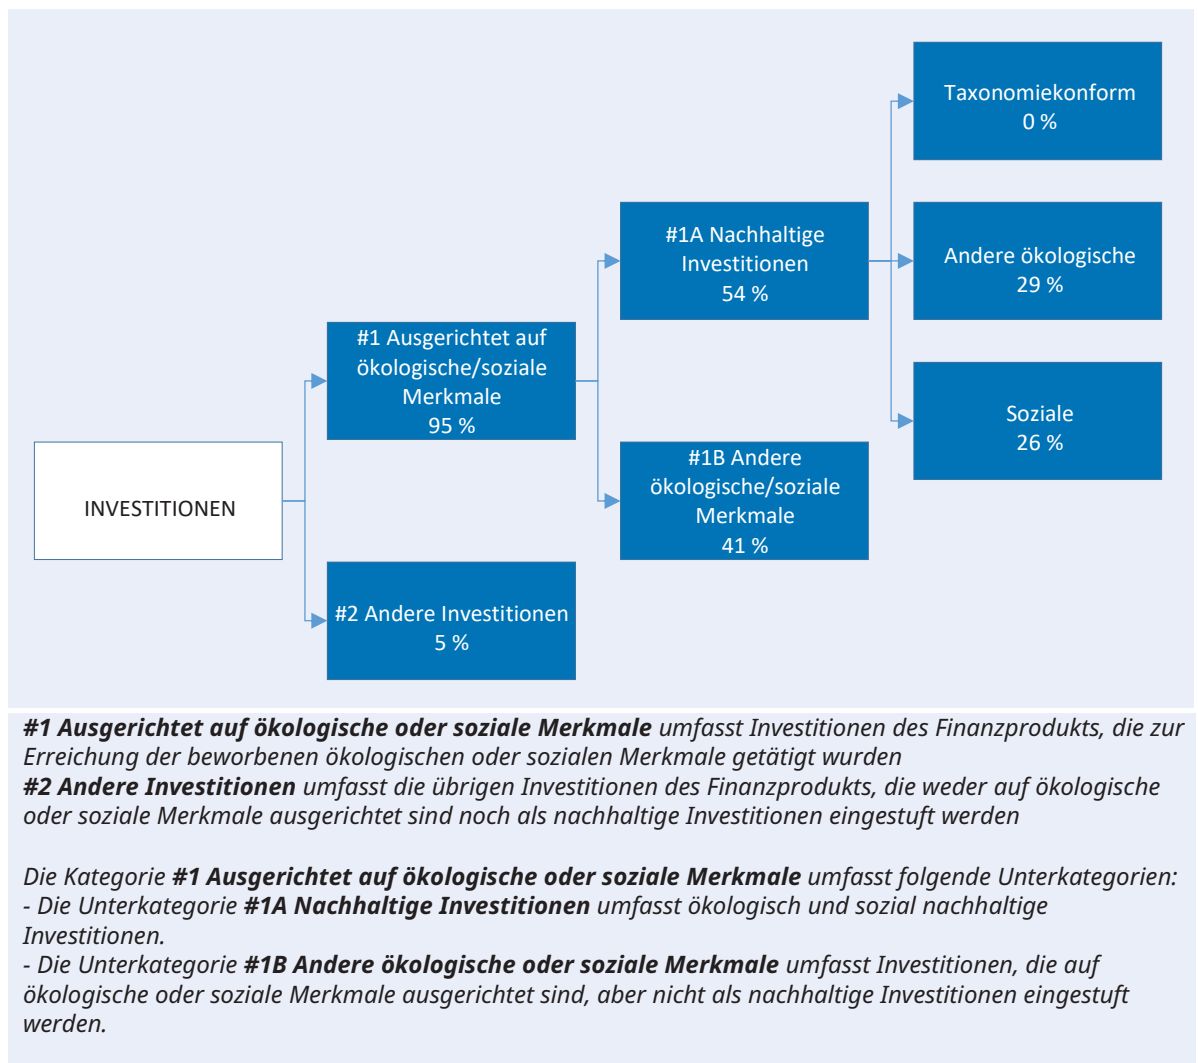 Taxonomiekonform
0 %
#1A Nachhaltige
Investitionen
54 %
Andere ökologische
29 %
#1 Ausgerichtet auf
ökologische/soziale
Merkmale
95 %
Soziale
26 %
INVESTITIONEN
#1B Andere
ökologische/soziale
Merkmale
41 %
#2 Andere Investitionen
5 %
#1 Ausgerichtet auf ökologische oder soziale Merkmale umfasst Investitionen des Finanzprodukts, die zur
Erreichung der beworbenen ökologischen oder sozialen Merkmale getätigt wurden
#2 Andere Investitionen umfasst die übrigen Investitionen des Finanzprodukts, die weder auf ökologische
oder soziale Merkmale ausgerichtet sind noch als nachhaltige Investitionen eingestuft werden
Die Kategorie #1 Ausgerichtet auf ökologische oder soziale Merkmale umfasst folgende Unterkategorien:
- Die Unterkategorie #1A Nachhaltige Investitionen umfasst ökologisch und sozial nachhaltige
Investitionen.
- Die Unterkategorie #1B Andere ökologische oder soziale Merkmale umfasst Investitionen, die auf
ökologische oder soziale Merkmale ausgerichtet sind, aber nicht als nachhaltige Investitionen eingestuft
werden.